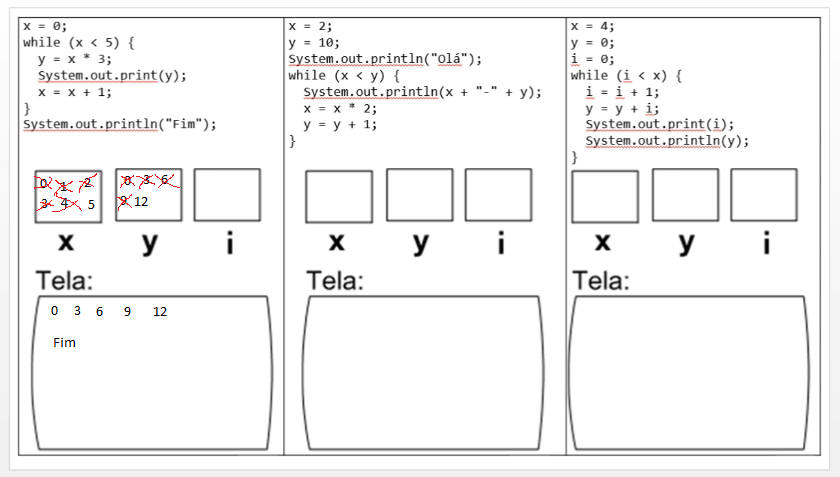 x = 0;
while (x < 5) {
y = x * 3;
System.out.print(y);
x = x + 1;
}
System.out.println("Fim");
0 1 2
3 4 5
x
0 3 6
9 12
y
i
Tela:
0 3 6 9 12
Fim
x = 2;
y = 10;
System.out.println("Olá");
while (x < y) {
System.out.println(x + "-" + y);
x = x * 2;
y = y + 1;
}
x
y
i
Tela:
x = 4;
y = 0;
i = 0;
while (i < x) {
i = i + 1;
y = y + i;
System.out.print(i);
System.out.println(y);
}
x
y
i
Tela: